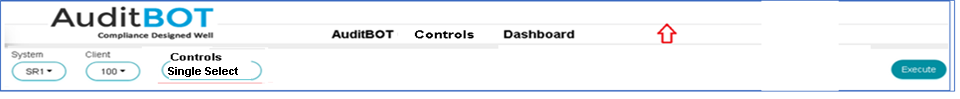 AuditBOT
Compliance Designed Well
AuditBOT Controls Dashboard
System Client Controls
SR1 100 Single Select Execute